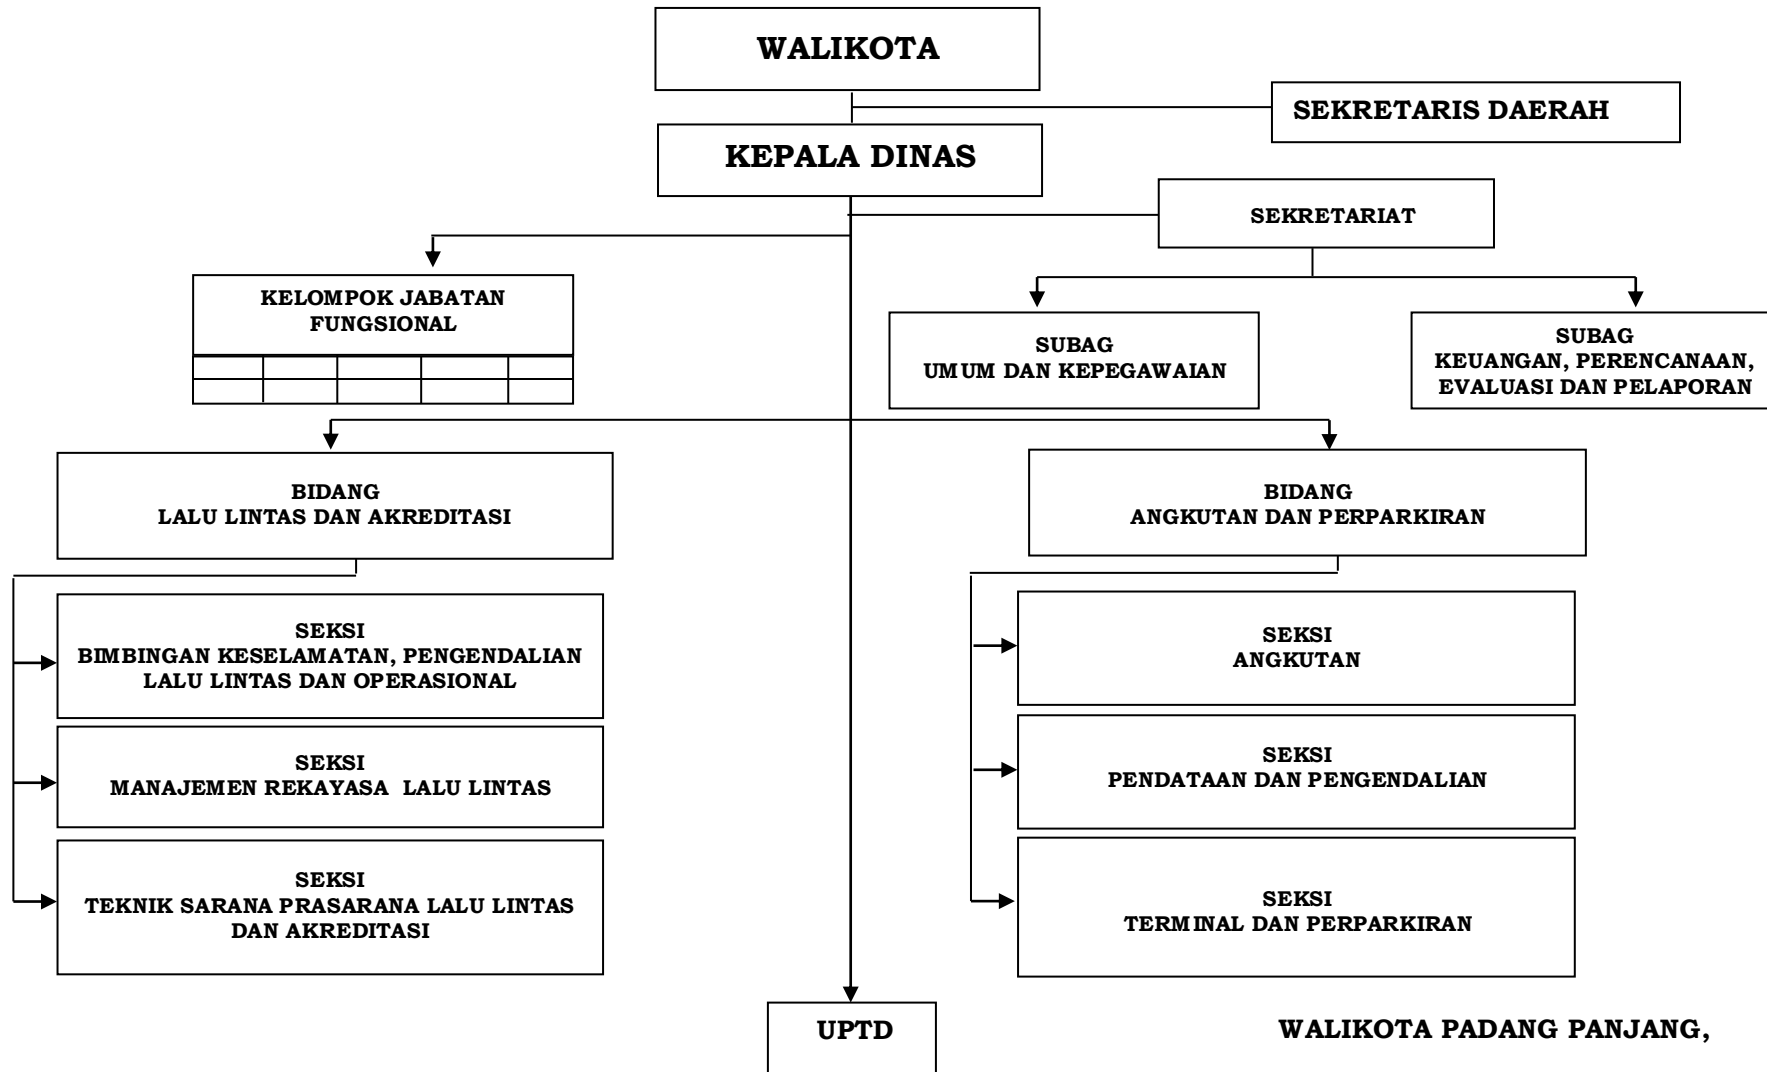 WALIKOTA
SEKRETARIS DAERAH
KEPALA DINAS
SEKRETARIAT
KELOMPOK JABATAN
FUNGSIONAL
SUBAG
UMUM DAN KEPEGAWAIAN
SUBAG
KEUANGAN, PERENCANAAN,
EVALUASI DAN PELAPORAN
BIDANG
LALU LINTAS DAN AKREDITASI
BIDANG
ANGKUTAN DAN PERPARKIRAN
SEKSI
BIMBINGAN KESELAMATAN, PENGENDALIAN
LALU LINTAS DAN OPERASIONAL
SEKSI
MANAJEMEN REKAYASA LALU LINTAS
SEKSI
TEKNIK SARANA PRASARANA LALU LINTAS
DAN AKREDITASI
SEKSI
ANGKUTAN
SEKSI
PENDATAAN DAN PENGENDALIAN
SEKSI
TERMINAL DAN PERPARKIRAN
UPTD
WALIKOTA PADANG PANJANG,